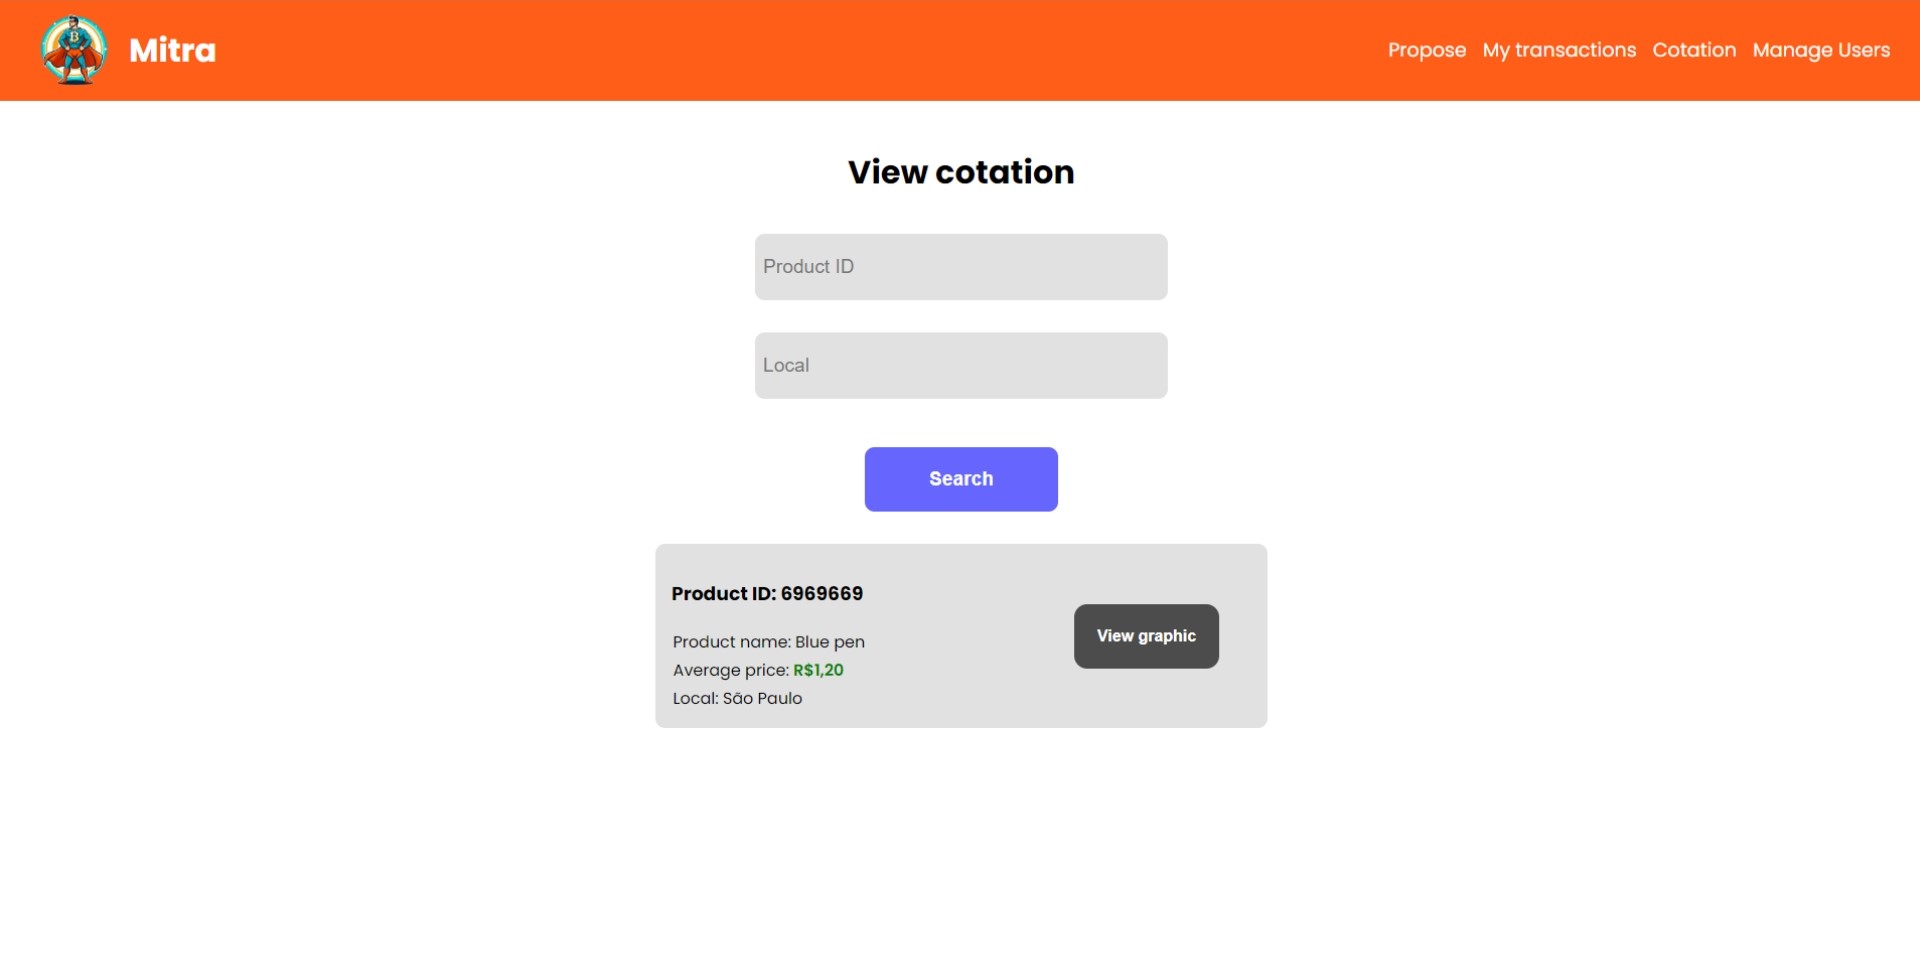 B
Mitra
Propose My transactions Cotation Manage Users
View cotation
Product ID
Local
Search
Product ID: 6969669
View graphic
Product name: Blue pen
Average price: R$1,20
Local: São Paulo